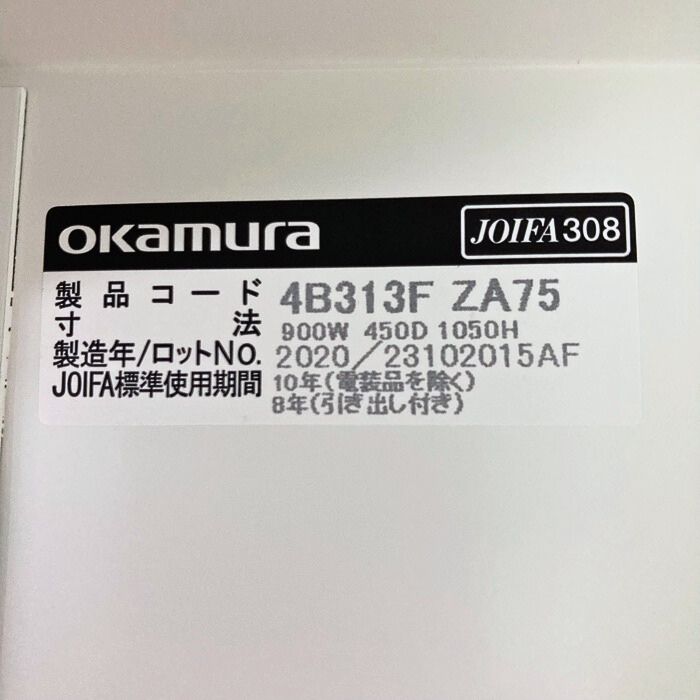 okamura
JOIFA308
製品コード 4B313F ZA75
寸法 900W 450D 1050H
製造年/ロットNo. 2020/23102015AF
JOIFA標準使用期間 10年(電装品を除く)
8年(引き出し付き)